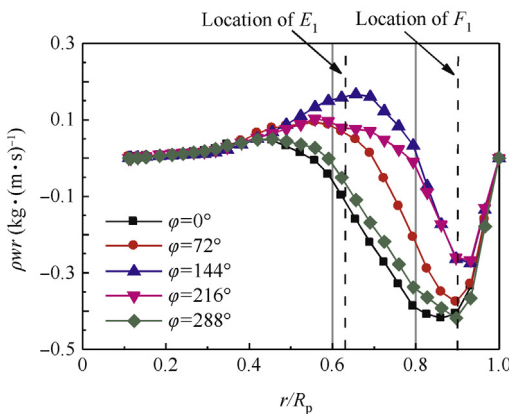 Location of E₁
Location of F₁
ρwr (kg·(m·s)⁻¹)
0.3
0.1
−0.1
−0.3
−0.5
φ=0°
φ=72°
φ=144°
φ=216°
φ=288°
0
0.2
0.4
0.6
0.8
1.0
r/Rₚ